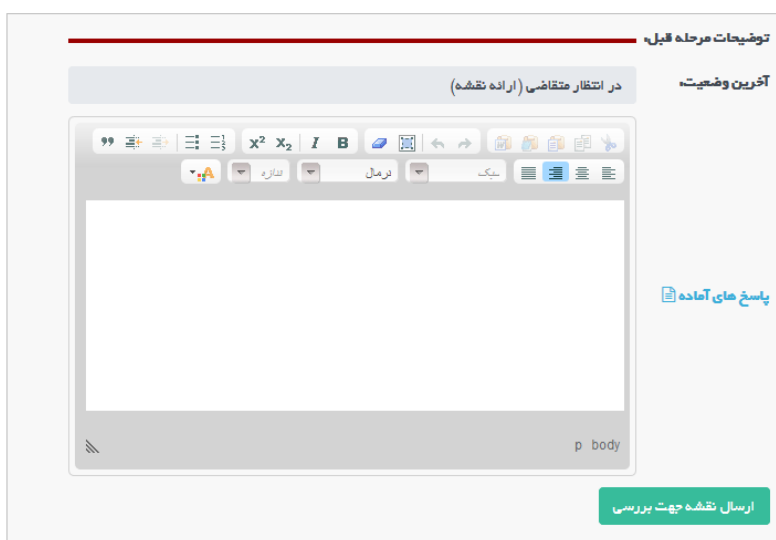 توضیحات مرحله قبل:
آخرین وضعیت:
در انتظار متقاضی (ارائه نقشه)
سبک
نرمال
اندازه
پاسخ های آماده
p body
ارسال نقشه جهت بررسی